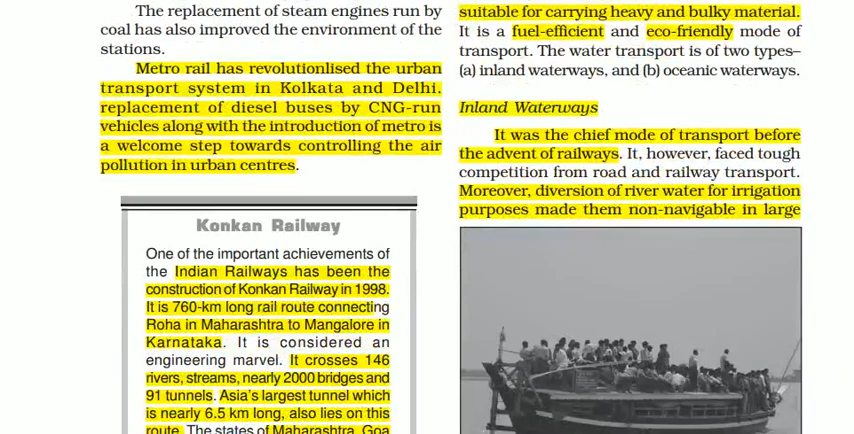 The replacement of steam engines run by
coal has also improved the environment of the
stations.
Metro rail has revolutionlised the urban
transport system in Kolkata and Delhi.
replacement of diesel buses by CNG-run
vehicles along with the introduction of metro is
a welcome step towards controlling the air
pollution in urban centres.
Konkan Railway
One of the important achievements of
the Indian Railways has been the
construction of Konkan Railway in 1998.
It is 760-km long rail route connecting
Roha in Maharashtra to Mangalore in
Karnataka. It is considered an
engineering marvel. It crosses 146
rivers, streams, nearly 2000 bridges and
91 tunnels. Asia's largest tunnel which
is nearly 6.5 km long, also lies on this
route. The states of Maharashtra, Goa
suitable for carrying heavy and bulky material.
It is a fuel-efficient and eco-friendly mode of
transport. The water transport is of two types–
(a) inland waterways, and (b) oceanic waterways.
Inland Waterways
It was the chief mode of transport before
the advent of railways. It, however, faced tough
competition from road and railway transport.
Moreover, diversion of river water for irrigation
purposes made them non-navigable in large